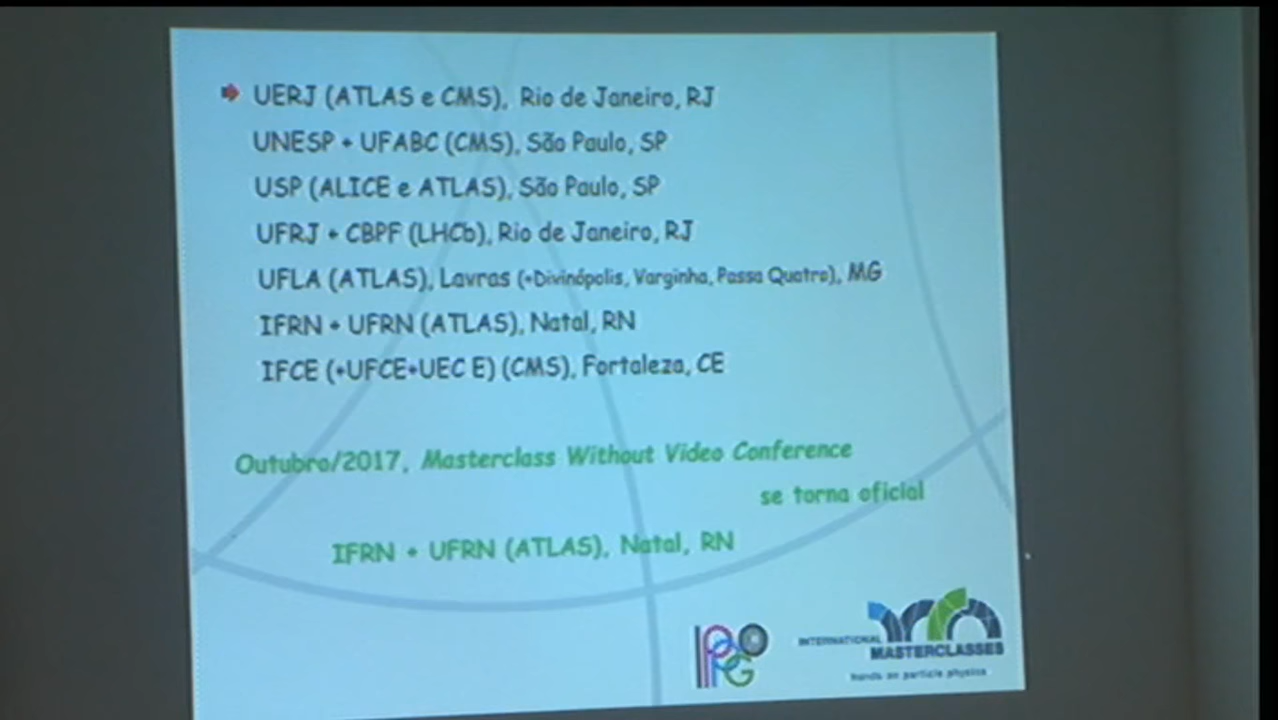 UERJ (ATLAS e CMS), Rio de Janeiro, RJ
UNESP + UFABC (CMS), São Paulo, SP
USP (ALICE e ATLAS), São Paulo, SP
UFRJ + CBPF (LHCb), Rio de Janeiro, RJ
UFLA (ATLAS), Lavras (+Divinópolis, Varginha, Passa Quatro), MG
IFRN + UFRN (ATLAS), Natal, RN
IFCE (+UFCE+UEC E) (CMS), Fortaleza, CE
Outubro/2017, Masterclass Without Video Conference
se torna oficial
IFRN + UFRN (ATLAS), Natal, RN
IPPOG
INTERNATIONAL
MASTERCLASSES
hands on particle physics